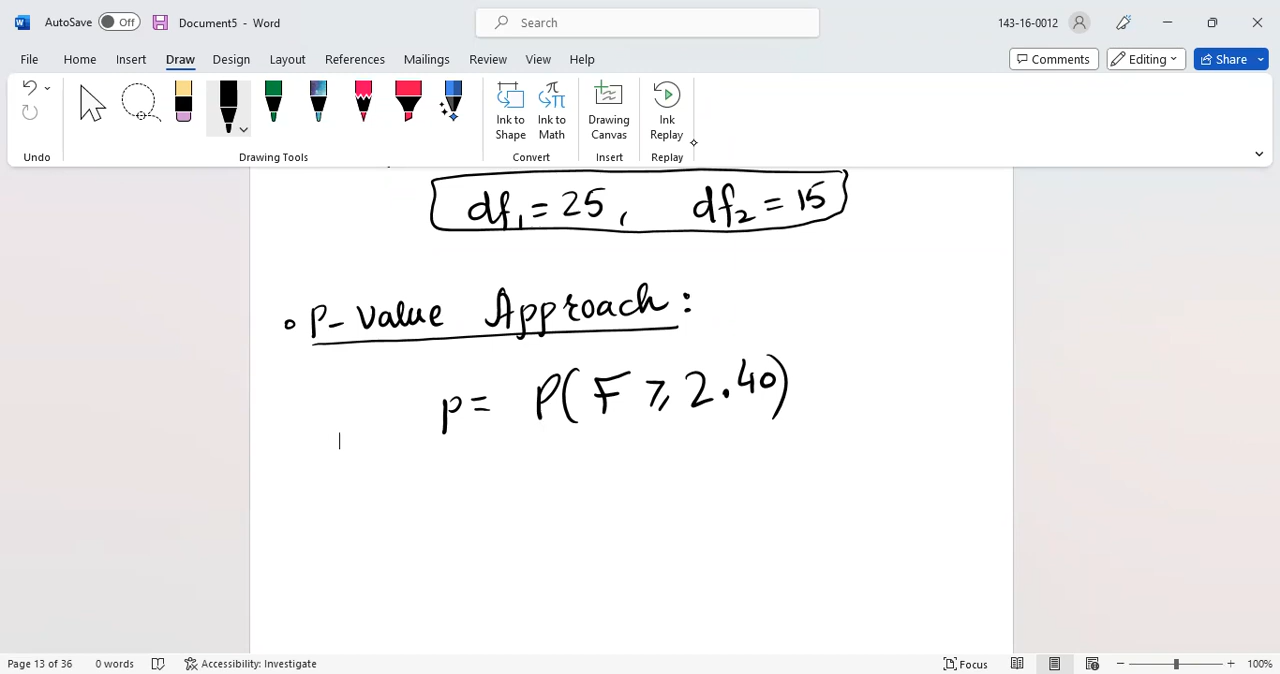 AutoSave Off Document5 - Word Search 143-16-0012
File Home Insert Draw Design Layout References Mailings Review View Help Comments Editing Share
Ink to Shape Ink to Math Drawing Canvas Ink Replay
Undo Drawing Tools Convert Insert Replay
df₁ = 25, df₂ = 15
• P-value Approach:
p = P(F ⩾ 2.40)
Page 13 of 36 0 words Accessibility: Investigate Focus 100%